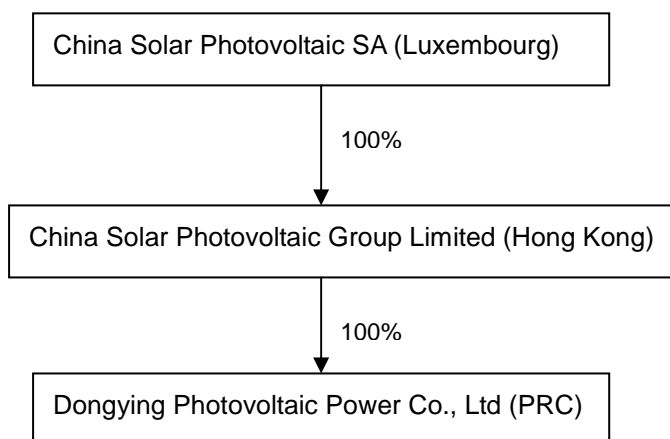 China Solar Photovoltaic SA (Luxembourg)
100%
China Solar Photovoltaic Group Limited (Hong Kong)
100%
Dongying Photovoltaic Power Co., Ltd (PRC)